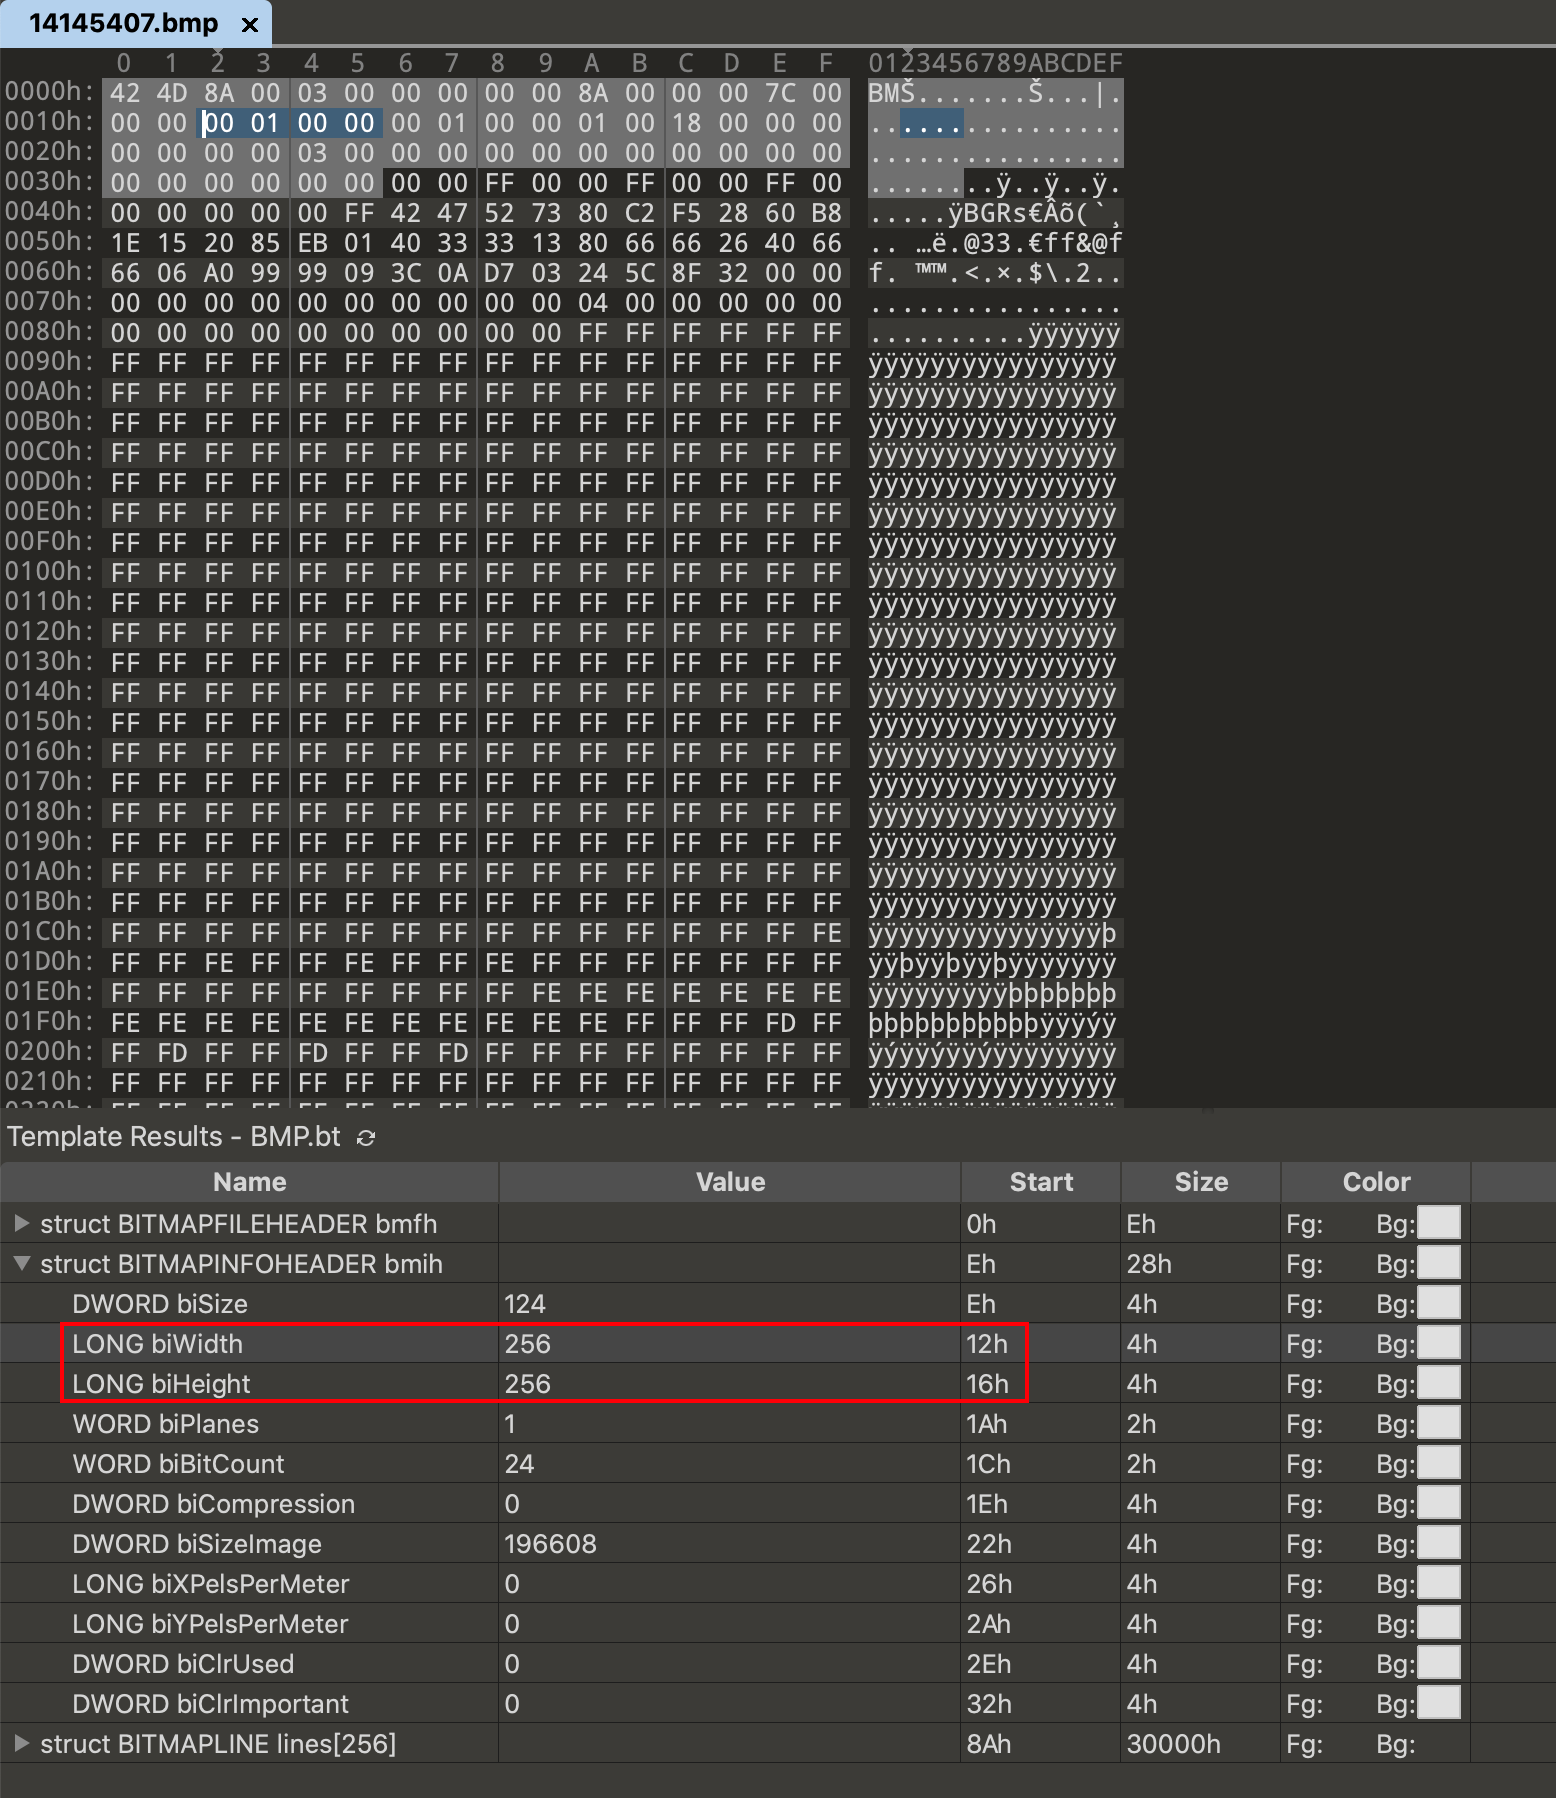 14145407.bmp ×
0 1 2 3 4 5 6 7 8 9 A B C D E F 0123456789ABCDEF
0000h: 42 4D 8A 00 03 00 00 00 00 00 8A 00 00 00 7C 00 BMŠ.......Š...|.
0010h: 00 00 00 01 00 00 00 01 00 00 01 00 18 00 00 00 ................
0020h: 00 00 00 00 03 00 00 00 00 00 00 00 00 00 00 00 ................
0030h: 00 00 00 00 00 00 00 00 FF 00 00 FF 00 00 FF 00 ........ÿ..ÿ..ÿ.
0040h: 00 00 00 00 00 FF 42 47 52 73 80 C2 F5 28 60 B8 .....ÿBGRs€Âõ(`¸
0050h: 1E 15 20 85 EB 01 40 33 33 13 80 66 66 26 40 66 .. …ë.@33.€ff&@f
0060h: 66 06 A0 99 99 09 3C 0A D7 03 24 5C 8F 32 00 00 f. ™™.<.×.$\.2..
0070h: 00 00 00 00 00 00 00 00 00 00 04 00 00 00 00 00 ................
0080h: 00 00 00 00 00 00 00 00 00 00 FF FF FF FF FF FF ..........ÿÿÿÿÿÿ
0090h: FF FF FF FF FF FF FF FF FF FF FF FF FF FF FF FF ÿÿÿÿÿÿÿÿÿÿÿÿÿÿÿÿ
00A0h: FF FF FF FF FF FF FF FF FF FF FF FF FF FF FF FF ÿÿÿÿÿÿÿÿÿÿÿÿÿÿÿÿ
00B0h: FF FF FF FF FF FF FF FF FF FF FF FF FF FF FF FF ÿÿÿÿÿÿÿÿÿÿÿÿÿÿÿÿ
00C0h: FF FF FF FF FF FF FF FF FF FF FF FF FF FF FF FF ÿÿÿÿÿÿÿÿÿÿÿÿÿÿÿÿ
00D0h: FF FF FF FF FF FF FF FF FF FF FF FF FF FF FF FF ÿÿÿÿÿÿÿÿÿÿÿÿÿÿÿÿ
00E0h: FF FF FF FF FF FF FF FF FF FF FF FF FF FF FF FF ÿÿÿÿÿÿÿÿÿÿÿÿÿÿÿÿ
00F0h: FF FF FF FF FF FF FF FF FF FF FF FF FF FF FF FF ÿÿÿÿÿÿÿÿÿÿÿÿÿÿÿÿ
0100h: FF FF FF FF FF FF FF FF FF FF FF FF FF FF FF FF ÿÿÿÿÿÿÿÿÿÿÿÿÿÿÿÿ
0110h: FF FF FF FF FF FF FF FF FF FF FF FF FF FF FF FF ÿÿÿÿÿÿÿÿÿÿÿÿÿÿÿÿ
0120h: FF FF FF FF FF FF FF FF FF FF FF FF FF FF FF FF ÿÿÿÿÿÿÿÿÿÿÿÿÿÿÿÿ
0130h: FF FF FF FF FF FF FF FF FF FF FF FF FF FF FF FF ÿÿÿÿÿÿÿÿÿÿÿÿÿÿÿÿ
0140h: FF FF FF FF FF FF FF FF FF FF FF FF FF FF FF FF ÿÿÿÿÿÿÿÿÿÿÿÿÿÿÿÿ
0150h: FF FF FF FF FF FF FF FF FF FF FF FF FF FF FF FF ÿÿÿÿÿÿÿÿÿÿÿÿÿÿÿÿ
0160h: FF FF FF FF FF FF FF FF FF FF FF FF FF FF FF FF ÿÿÿÿÿÿÿÿÿÿÿÿÿÿÿÿ
0170h: FF FF FF FF FF FF FF FF FF FF FF FF FF FF FF FF ÿÿÿÿÿÿÿÿÿÿÿÿÿÿÿÿ
0180h: FF FF FF FF FF FF FF FF FF FF FF FF FF FF FF FF ÿÿÿÿÿÿÿÿÿÿÿÿÿÿÿÿ
0190h: FF FF FF FF FF FF FF FF FF FF FF FF FF FF FF FF ÿÿÿÿÿÿÿÿÿÿÿÿÿÿÿÿ
01A0h: FF FF FF FF FF FF FF FF FF FF FF FF FF FF FF FF ÿÿÿÿÿÿÿÿÿÿÿÿÿÿÿÿ
01B0h: FF FF FF FF FF FF FF FF FF FF FF FF FF FF FF FF ÿÿÿÿÿÿÿÿÿÿÿÿÿÿÿÿ
01C0h: FF FF FF FF FF FF FF FF FF FF FF FF FF FF FF FE ÿÿÿÿÿÿÿÿÿÿÿÿÿÿÿþ
01D0h: FF FF FE FF FF FE FF FF FE FF FF FF FF FF FF FF ÿÿþÿÿþÿÿþÿÿÿÿÿÿÿ
01E0h: FF FF FF FF FF FF FF FF FF FE FE FE FE FE FE FE ÿÿÿÿÿÿÿÿÿþþþþþþþ
01F0h: FE FE FE FE FE FE FE FE FE FE FE FF FF FF FD FF þþþþþþþþþþþÿÿÿýÿ
0200h: FF FD FF FF FD FF FF FD FF FF FF FF FF FF FF FF ÿýÿÿýÿÿýÿÿÿÿÿÿÿÿ
0210h: FF FF FF FF FF FF FF FF FF FF FF FF FF FF FF FF ÿÿÿÿÿÿÿÿÿÿÿÿÿÿÿÿ
Template Results - BMP.bt
Name Value Start Size Color
struct BITMAPFILEHEADER bmfh 0h Eh Fg: Bg:
struct BITMAPINFOHEADER bmih Eh 28h Fg: Bg:
DWORD biSize 124 Eh 4h Fg: Bg:
LONG biWidth 256 12h 4h Fg: Bg:
LONG biHeight 256 16h 4h Fg: Bg:
WORD biPlanes 1 1Ah 2h Fg: Bg:
WORD biBitCount 24 1Ch 2h Fg: Bg:
DWORD biCompression 0 1Eh 4h Fg: Bg:
DWORD biSizeImage 196608 22h 4h Fg: Bg:
LONG biXPelsPerMeter 0 26h 4h Fg: Bg:
LONG biYPelsPerMeter 0 2Ah 4h Fg: Bg:
DWORD biClrUsed 0 2Eh 4h Fg: Bg:
DWORD biClrImportant 0 32h 4h Fg: Bg:
struct BITMAPLINE lines[256] 8Ah 30000h Fg: Bg: